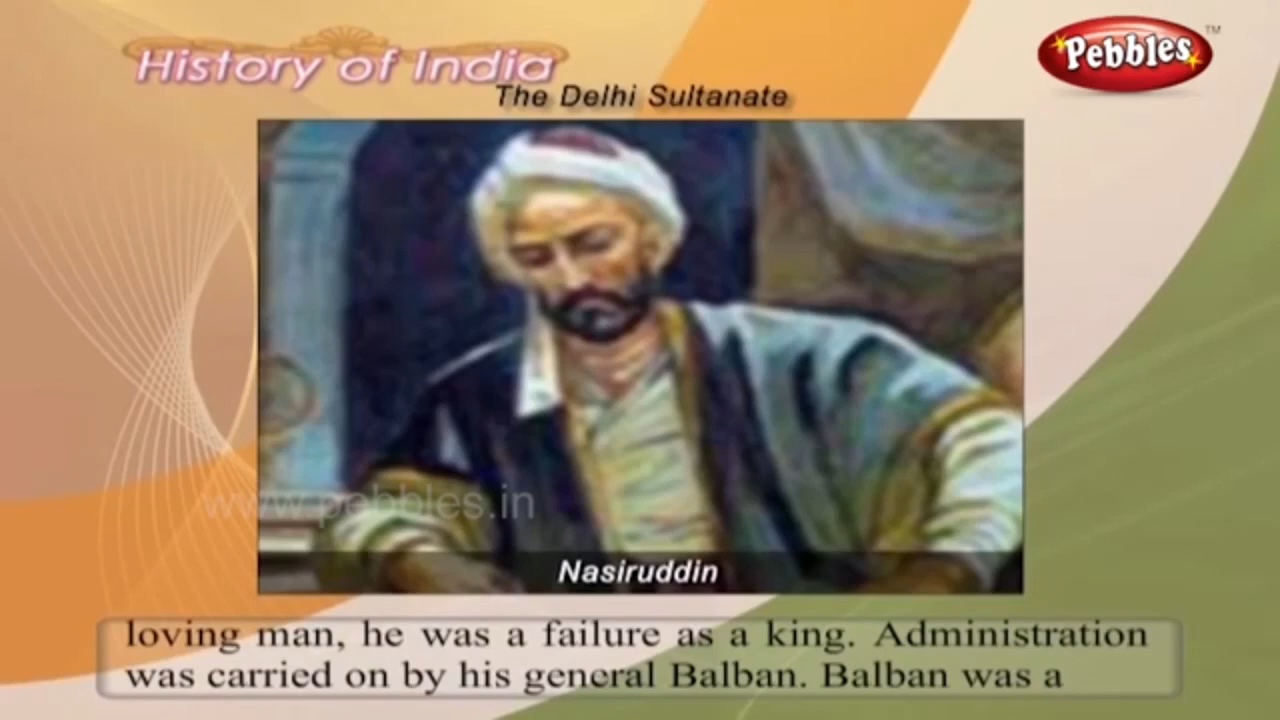 History of India
Pebbles™
The Delhi Sultanate
www.pebbles.in
Nasiruddin
loving man, he was a failure as a king. Administration
was carried on by his general Balban. Balban was a